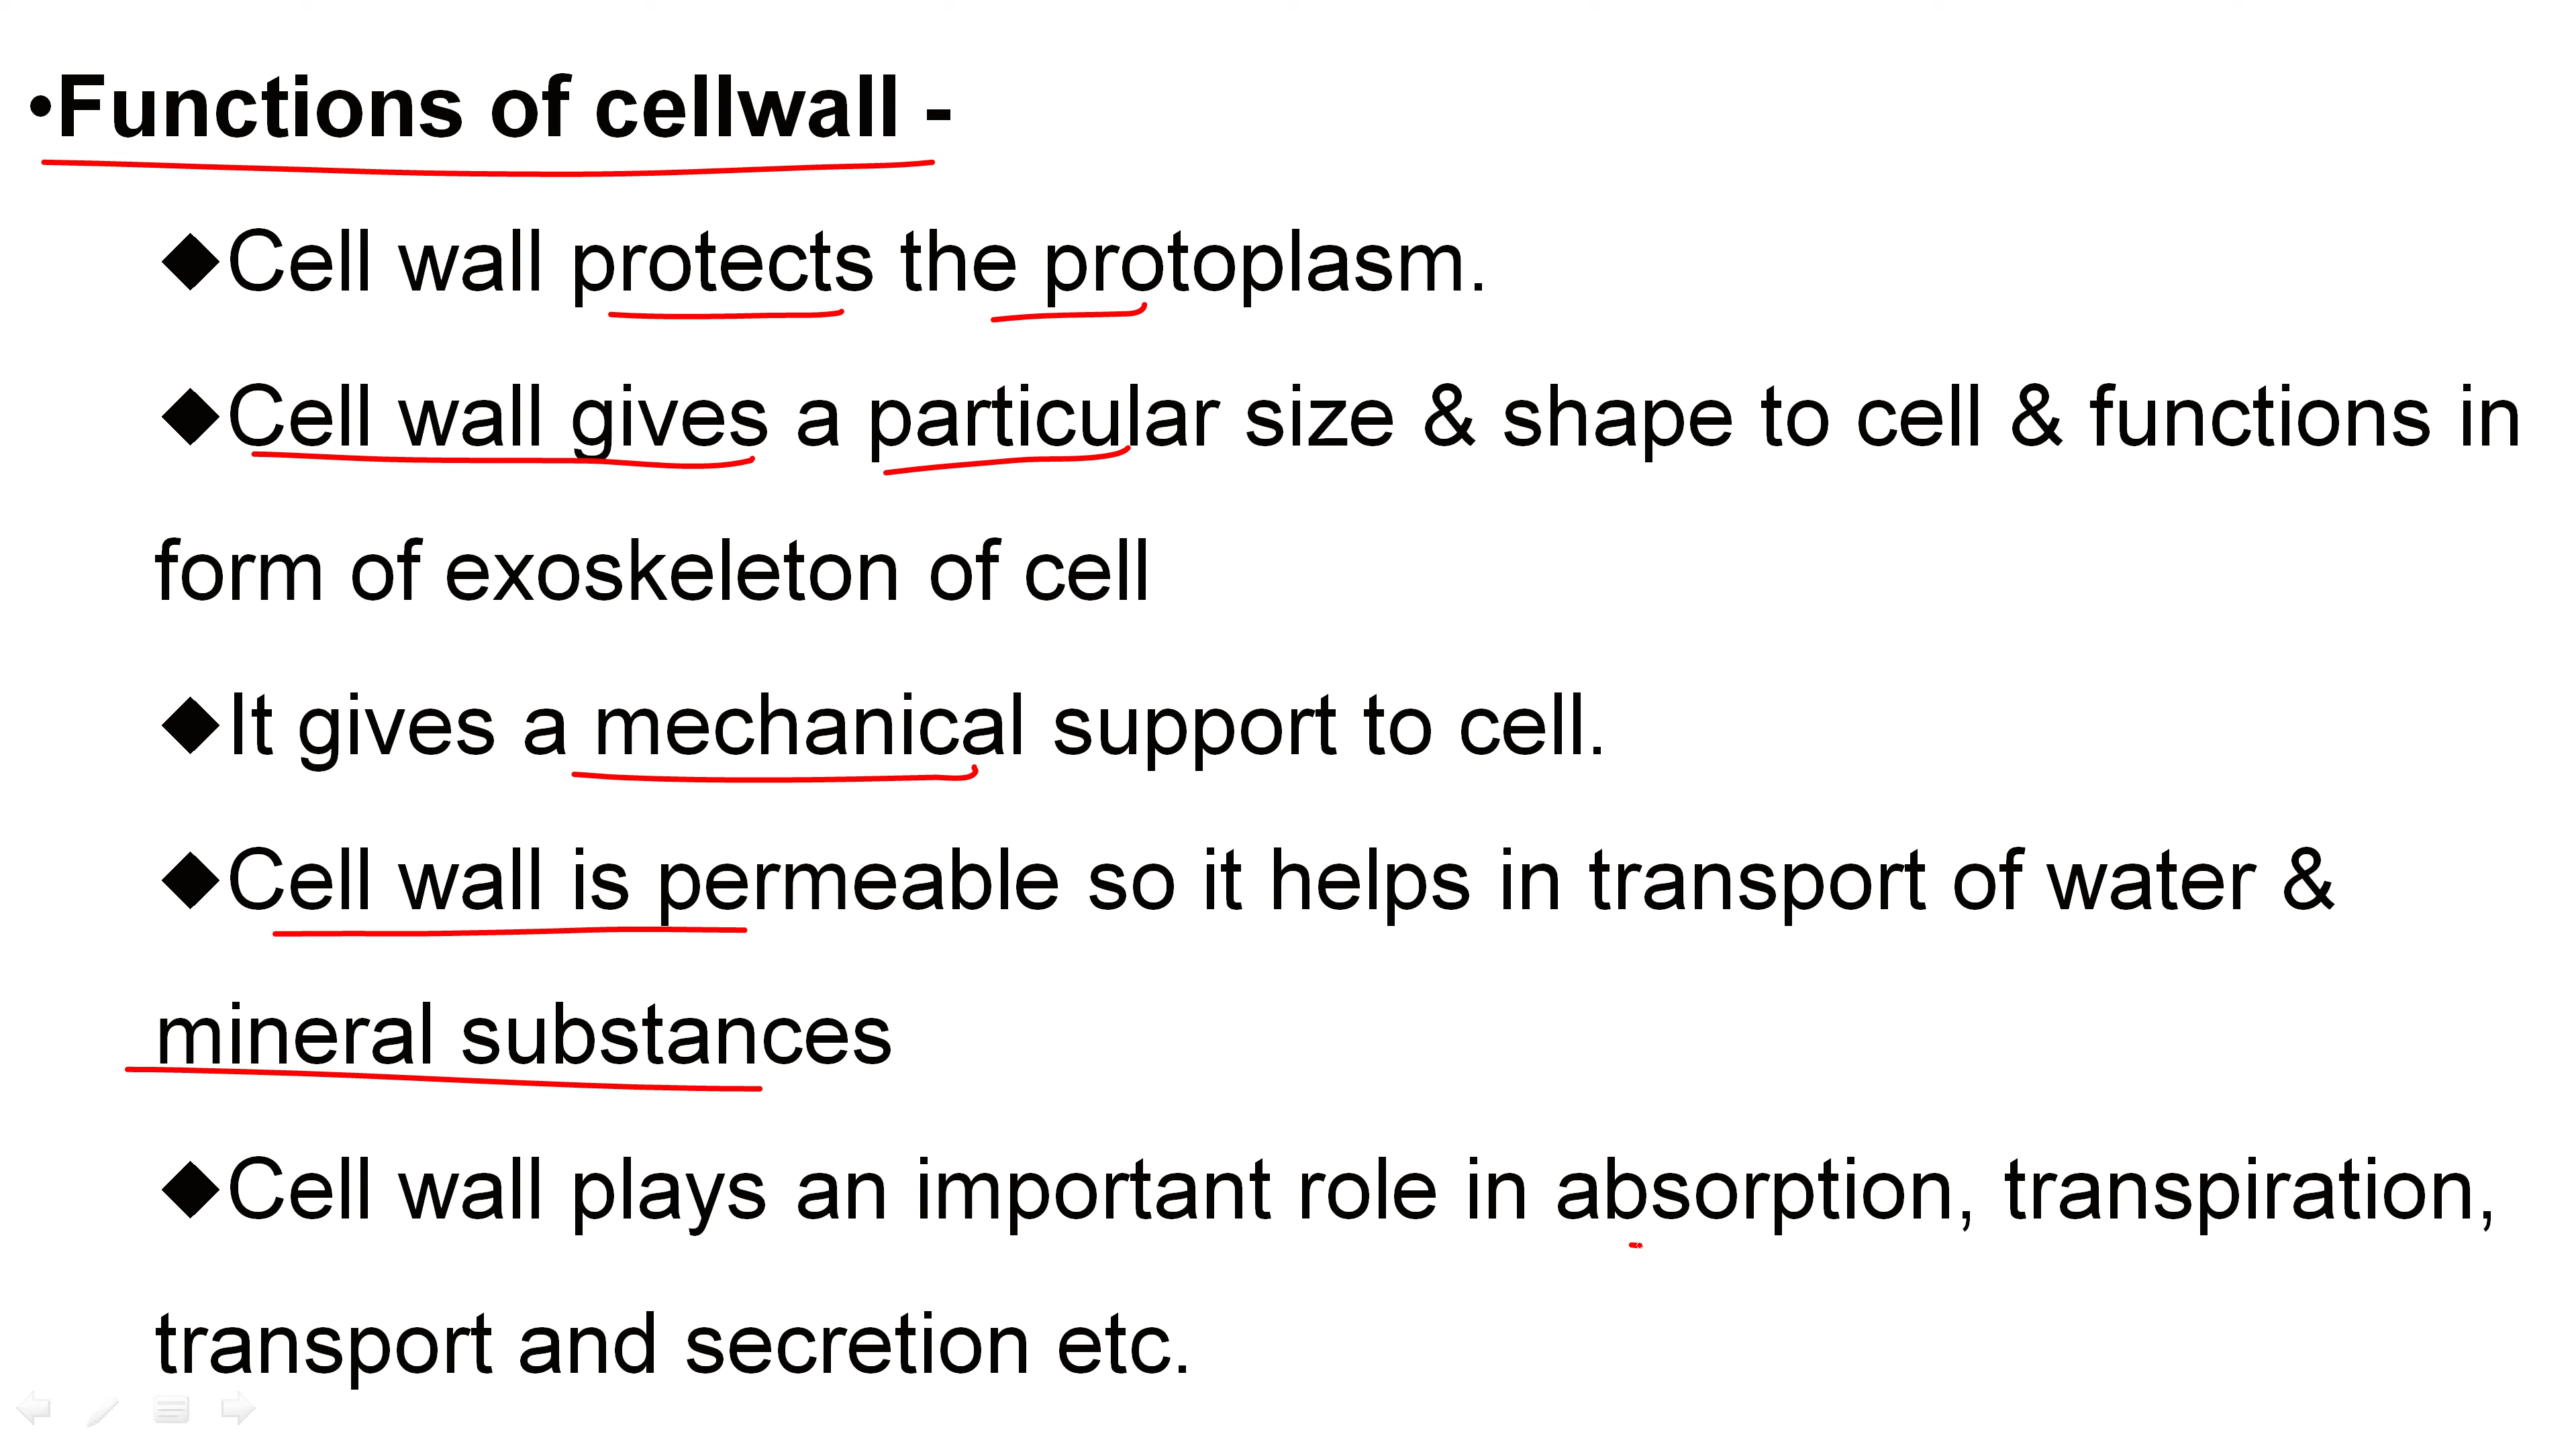 •Functions of cellwall -
◆Cell wall protects the protoplasm.
◆Cell wall gives a particular size & shape to cell & functions in
form of exoskeleton of cell
◆It gives a mechanical support to cell.
◆Cell wall is permeable so it helps in transport of water &
mineral substances
◆Cell wall plays an important role in absorption, transpiration,
transport and secretion etc.